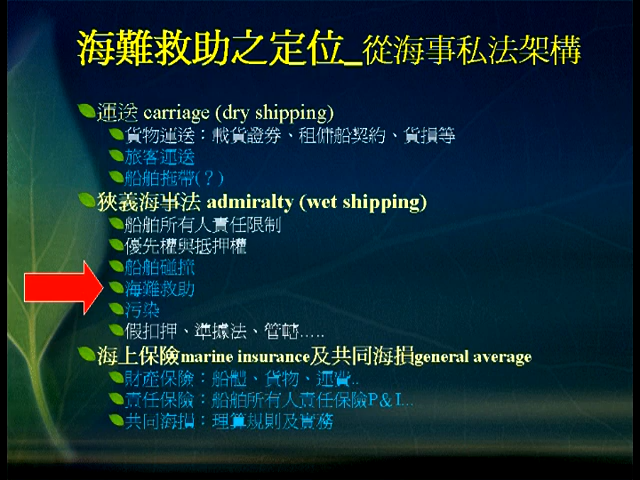 海難救助之定位_從海事私法架構
運送 carriage (dry shipping)
貨物運送：載貨證券、租傭船契約、貨損等
旅客運送
船舶拖帶(？)
狹義海事法 admiralty (wet shipping)
船舶所有人責任限制
優先權與抵押權
船舶碰撞
海難救助
污染
假扣押、準據法、管轄.....
海上保險marine insurance及共同海損general average
財產保險：船體、貨物、運費..
責任保險：船舶所有人責任保險P＆I...
共同海損：理算規則及實務